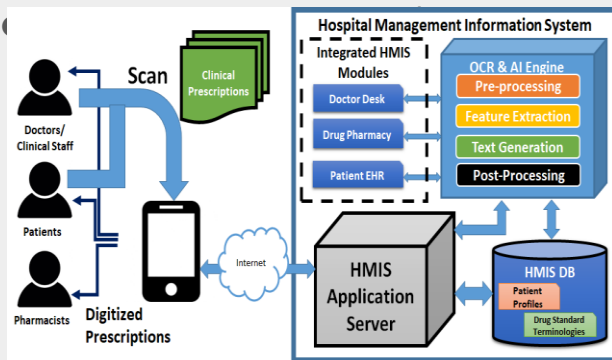 Hospital Management Information System
Scan
Clinical
Prescriptions
Integrated HMIS
Modules
Doctor Desk
Drug Pharmacy
Patient EHR
OCR & AI Engine
Pre-processing
Feature Extraction
Text Generation
Post-Processing
Doctors/
Clinical Staff
Patients
Pharmacists
Digitized
Prescriptions
Internet
HMIS
Application
Server
HMIS DB
Patient
Profiles
Drug Standard
Terminologies